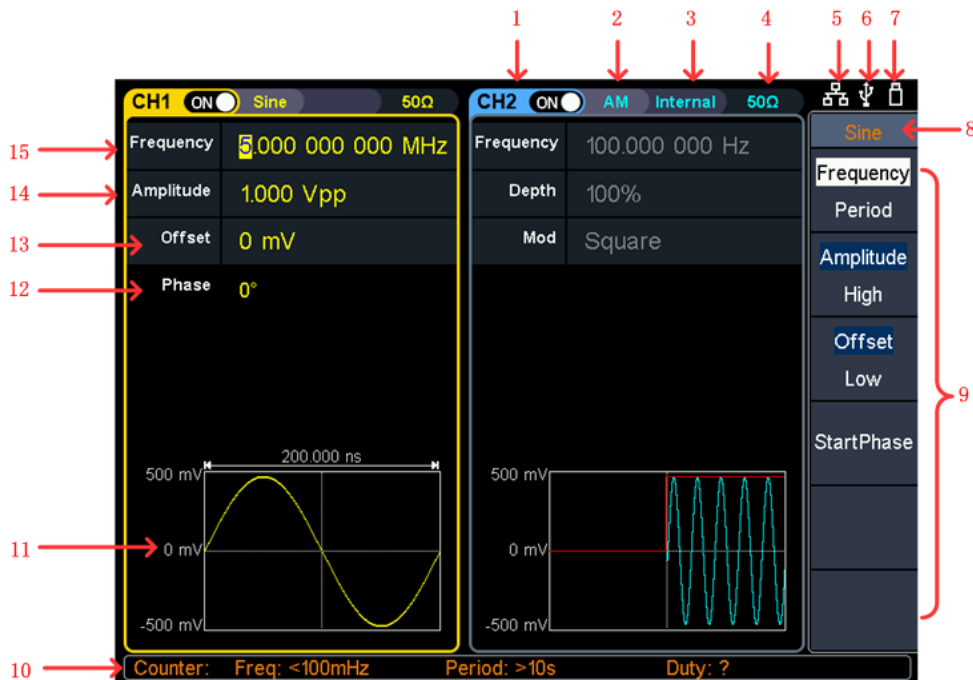 1 2 3 4 5 6 7
CH1 ON Sine 50Ω
CH2 ON AM Internal 50Ω
Sine 8
15 Frequency 5.000 000 000 MHz
Frequency 100.000 000 Hz
Frequency
Period
14 Amplitude 1.000 Vpp
Depth 100%
13 Offset 0 mV
Mod Square
Amplitude
High
12 Phase 0°
Offset
Low
9
StartPhase
200.000 ns
500 mV
11 0 mV
-500 mV
500 mV
0 mV
-500 mV
10 Counter: Freq: <100mHz Period: >10s Duty: ?